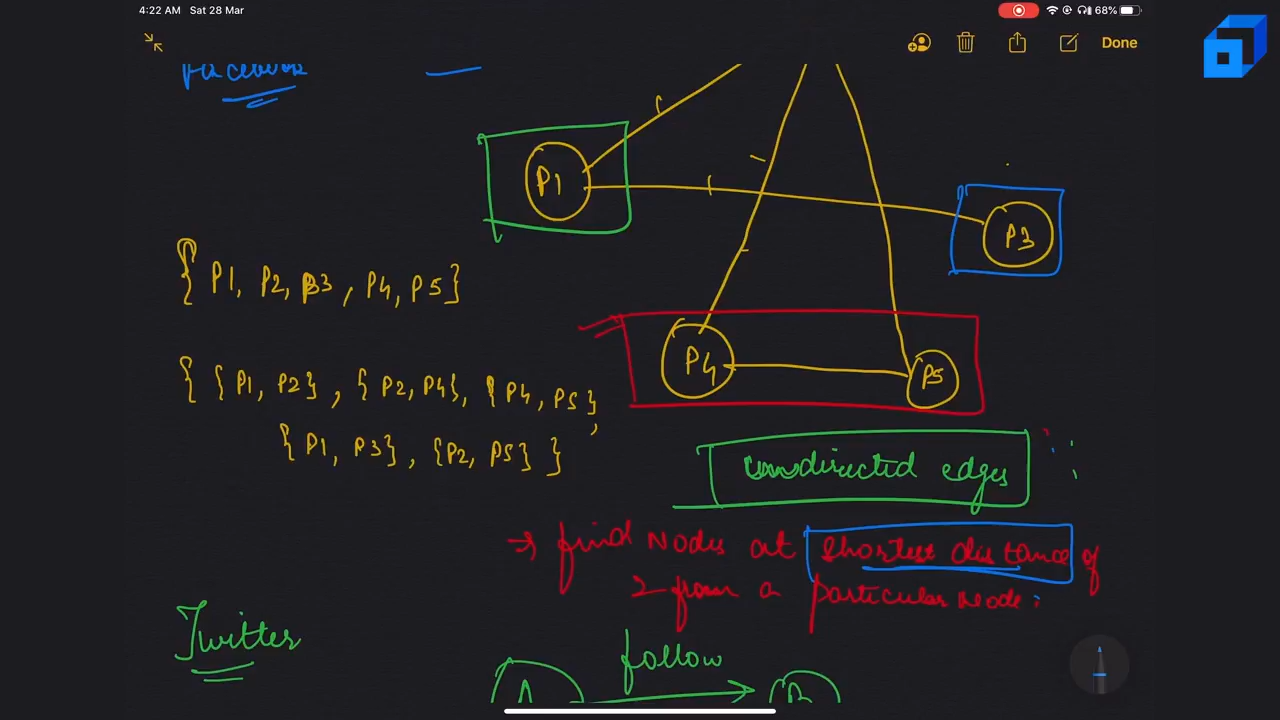 4:22 AM Sat 28 Mar
68%
Done
Facebook
P1
P3
{ P1, P2, P3, P4, P5}
P4
P5
{ {P1, P2}, {P2, P4}, {P4, P5},
{P1, P3}, {P2, P5} }
undirected edges
→ find Nodes at shortest distance of
2 from a particular node.
Twitter
follow
A
B